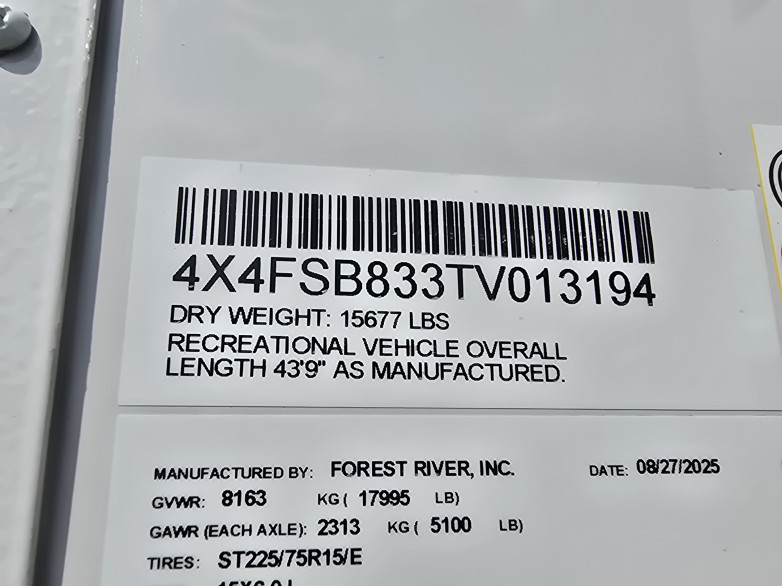 4X4FSB833TV013194
DRY WEIGHT: 15677 LBS
RECREATIONAL VEHICLE OVERALL
LENGTH 43'9" AS MANUFACTURED.
MANUFACTURED BY: FOREST RIVER, INC. DATE: 08/27/2025
GVWR: 8163 KG ( 17995 LB)
GAWR (EACH AXLE): 2313 KG ( 5100 LB)
TIRES: ST225/75R15/E